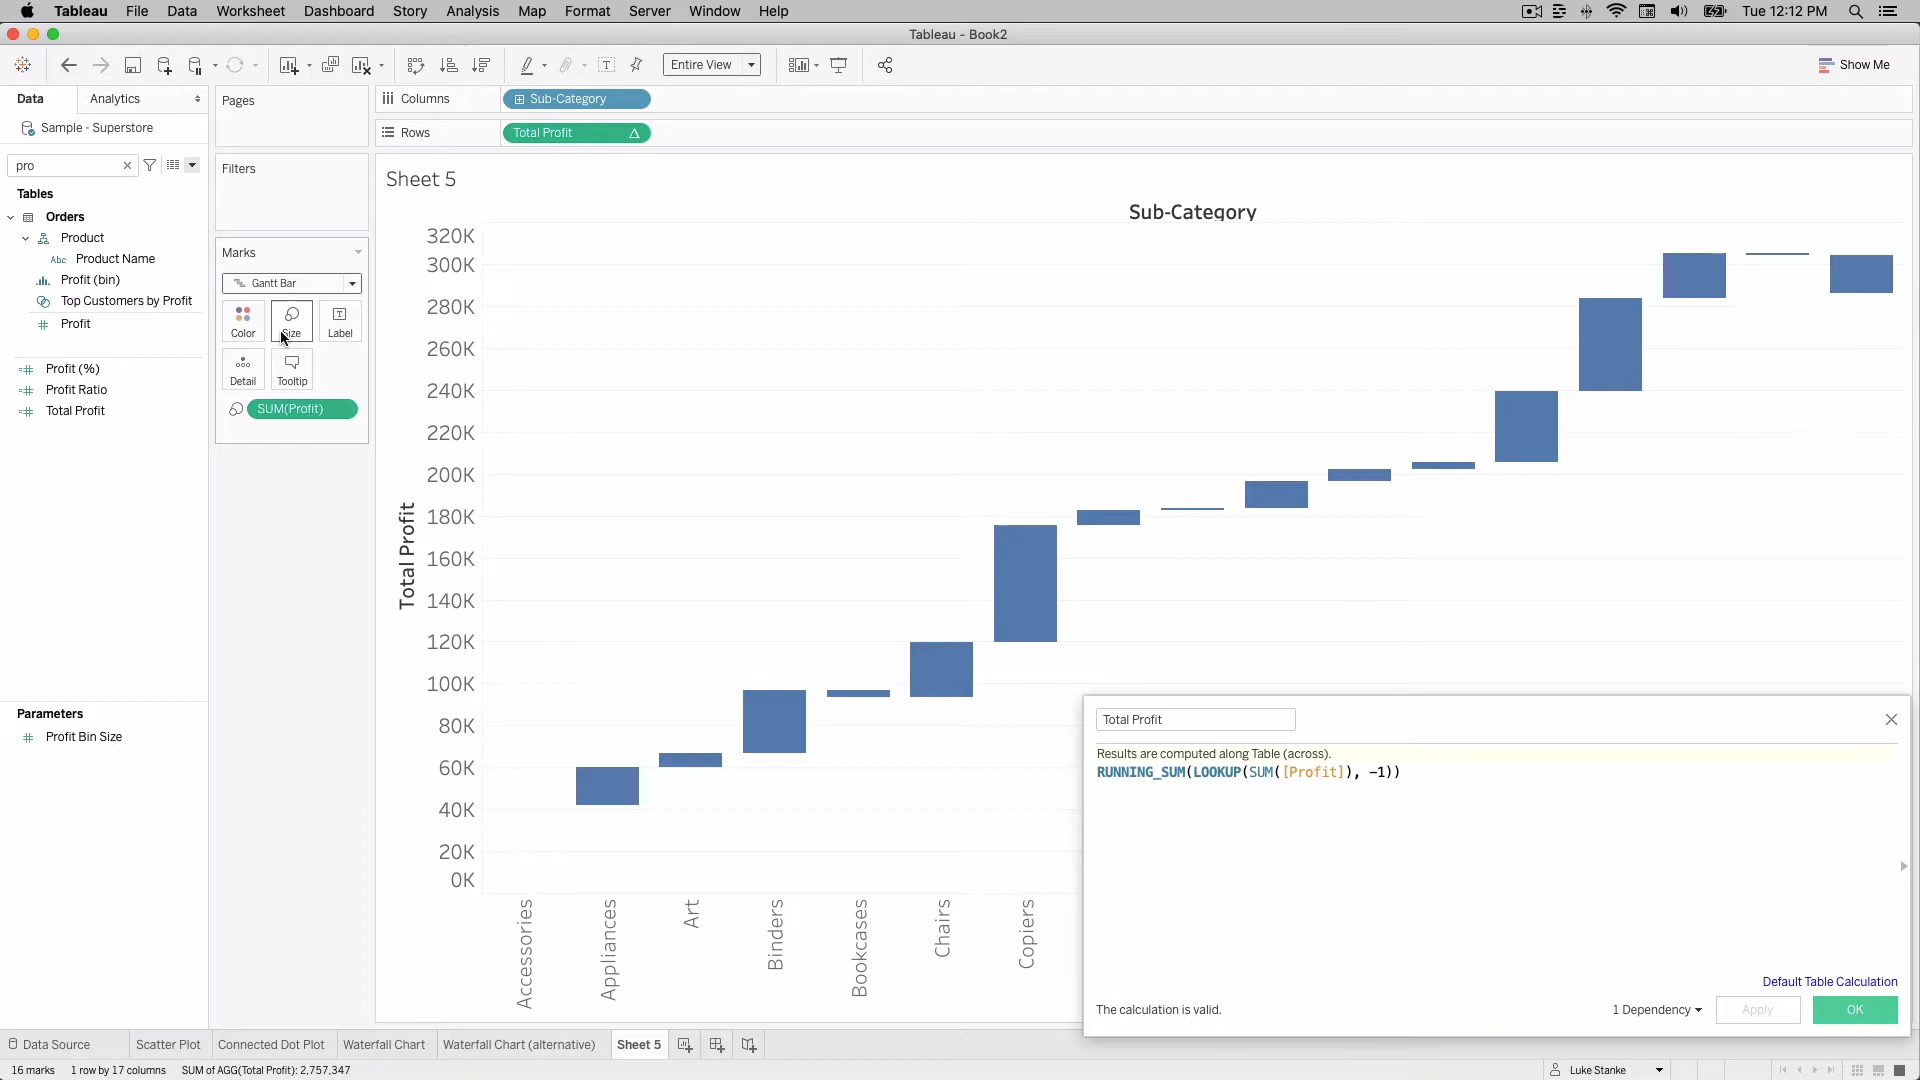 Tableau File Data Worksheet Dashboard Story Analysis Map Format Server Window Help Tue 12:12 PM
Tableau - Book2
Entire View Show Me
Data Analytics
Sample - Superstore
pro
Tables
Orders
Product
Abc Product Name
Profit (bin)
Top Customers by Profit
Profit
Profit (%)
Profit Ratio
Total Profit
Parameters
Profit Bin Size
Pages
Filters
Marks
Gantt Bar
Color Size Label
Detail Tooltip
SUM(Profit)
Columns Sub-Category
Rows Total Profit
Sheet 5
Sub-Category
320K
300K
280K
260K
240K
220K
200K
180K
160K
140K
120K
100K
80K
60K
40K
20K
0K
Total Profit
Accessories
Appliances
Art
Binders
Bookcases
Chairs
Copiers
Total Profit
Results are computed along Table (across).
RUNNING_SUM(LOOKUP(SUM([Profit]), -1))
Default Table Calculation
The calculation is valid. 1 Dependency Apply OK
Data Source Scatter Plot Connected Dot Plot Waterfall Chart Waterfall Chart (alternative) Sheet 5
16 marks 1 row by 17 columns SUM of AGG(Total Profit): 2,757,347 Luke Stanke